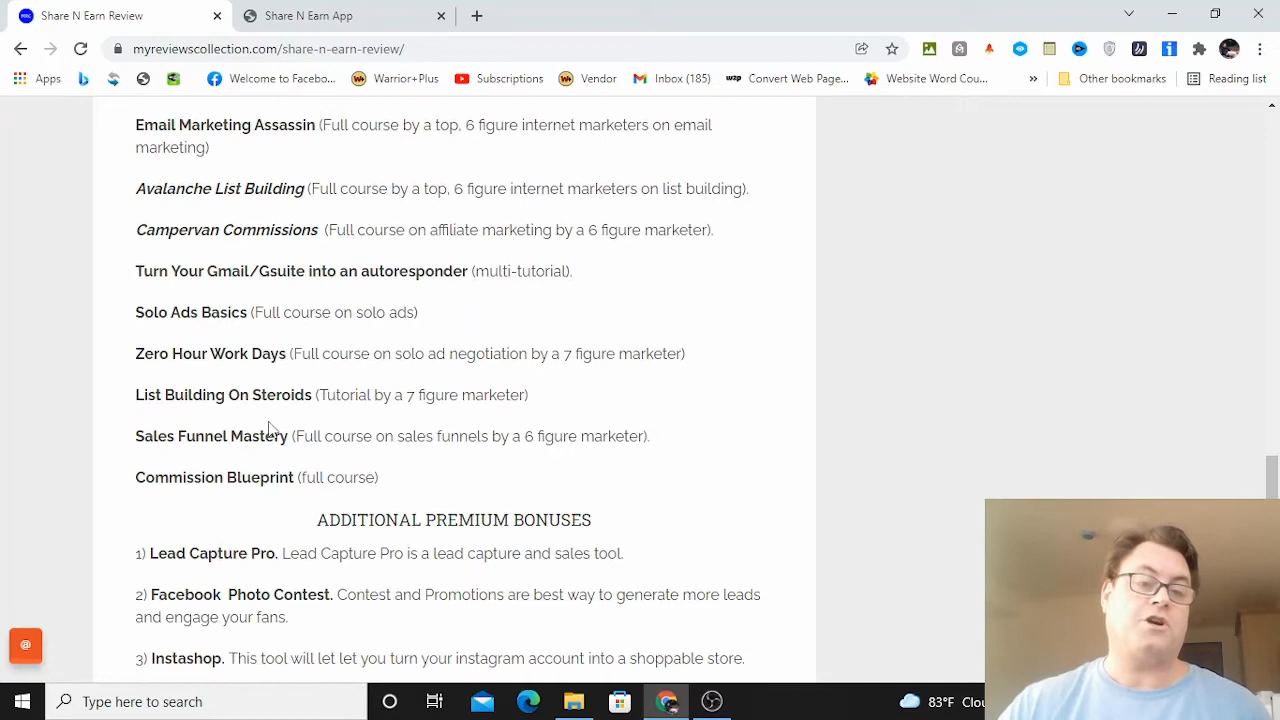 Share N Earn Review
Share N Earn App
myreviewscollection.com/share-n-earn-review/
Apps
Welcome to Facebo...
Warrior+Plus
Subscriptions
Vendor
Inbox (185)
Convert Web Page...
Website Word Cou...
»
Other bookmarks
Reading list
Email Marketing Assassin (Full course by a top, 6 figure internet marketers on email
marketing)
Avalanche List Building (Full course by a top, 6 figure internet marketers on list building).
Campervan Commissions (Full course on affiliate marketing by a 6 figure marketer).
Turn Your Gmail/Gsuite into an autoresponder (multi-tutorial).
Solo Ads Basics (Full course on solo ads)
Zero Hour Work Days (Full course on solo ad negotiation by a 7 figure marketer)
List Building On Steroids (Tutorial by a 7 figure marketer)
Sales Funnel Mastery (Full course on sales funnels by a 6 figure marketer).
Commission Blueprint (full course)
ADDITIONAL PREMIUM BONUSES
1) Lead Capture Pro. Lead Capture Pro is a lead capture and sales tool.
2) Facebook Photo Contest. Contest and Promotions are best way to generate more leads
and engage your fans.
3) Instashop. This tool will let let you turn your instagram account into a shoppable store.
@
Type here to search
83°F Clou